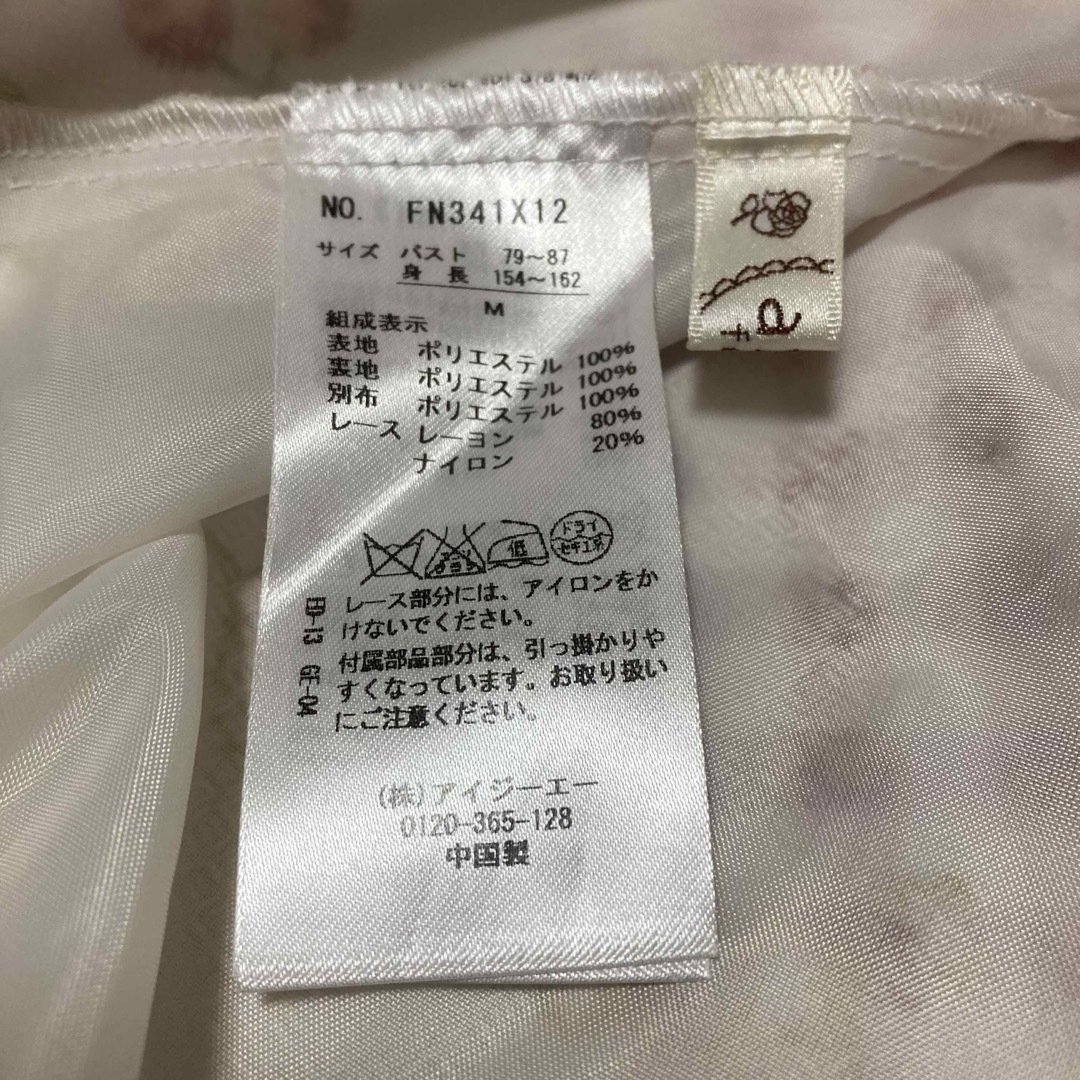 NO. FN341X12
サイズ バスト 79～87
身長 154～162
M
組成表示
表地 ポリエステル 100%
裏地 ポリエステル 100%
別布 ポリエステル 100%
レース レーヨン 80%
ナイロン 20%
低
ドライ
セキユ系
レース部分には、アイロンをか
けないでください。
付属部品部分は、引っ掛かりや
すくなっています。お取り扱い
にご注意ください。
GF-04
(株)アイジーエー
0120-365-128
中国製